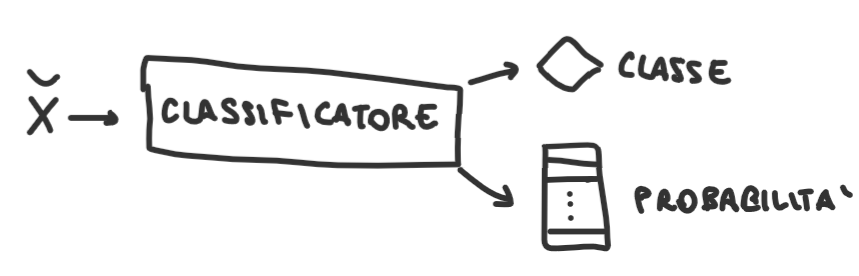 X̆
CLASSIFICATORE
CLASSE
PROBABILITA'